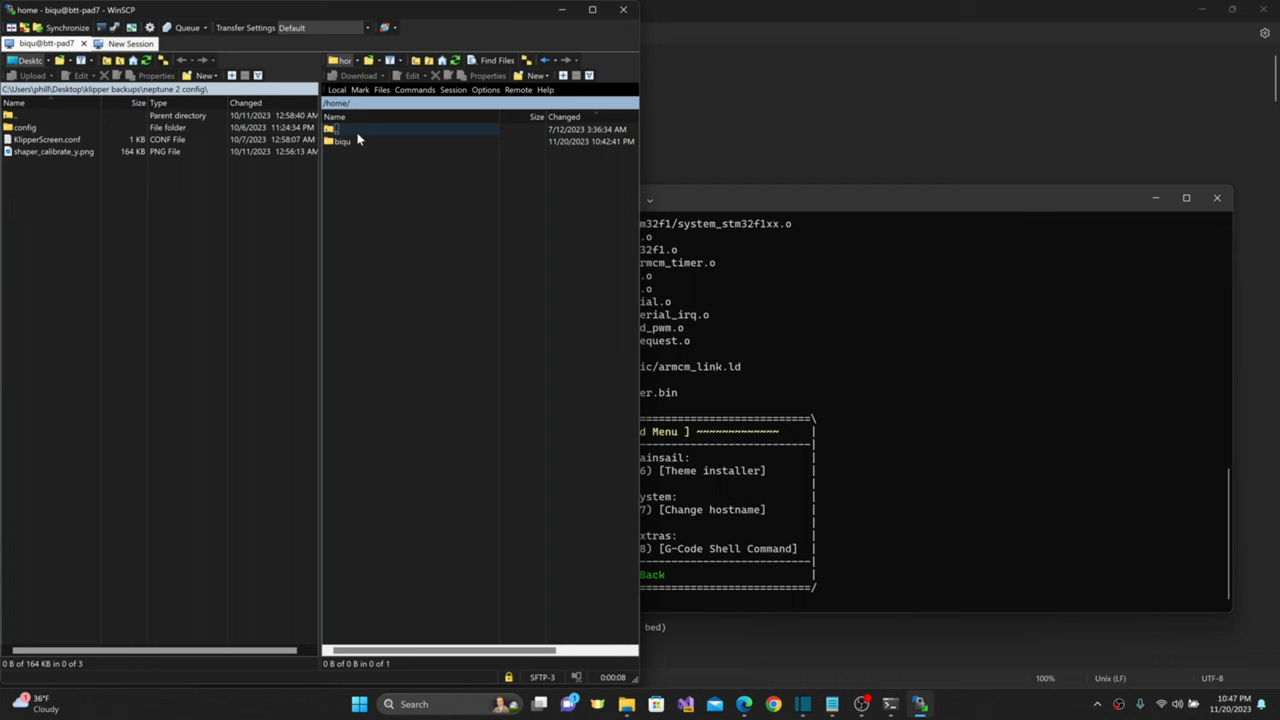 home - biqu@btt-pad7 - WinSCP
Synchronize Queue Transfer Settings Default
biqu@btt-pad7 New Session
Deskto hor Find Files
Upload Edit Properties New Download Edit Properties New
C:\Users\phill\Desktop\klipper backups\neptune 2 config\ Local Mark Files Commands Session Options Remote Help
Name Size Type Changed /home/
.. Parent directory 10/11/2023 12:58:40 AM Name Size Changed
config File folder 10/6/2023 11:24:34 PM .. 7/12/2023 3:36:34 AM
KlipperScreen.conf 1 KB CONF File 10/7/2023 12:58:07 AM biqu 11/20/2023 10:42:41 PM
shaper_calibrate_y.png 164 KB PNG File 10/11/2023 12:56:13 AM
m32f1/system_stm32f1xx.o
.o
32f1.o
rmcm_timer.o
.o
.o
ial.o
erial_irq.o
d_pwm.o
equest.o
ic/armcm_link.ld
er.bin
=========================\
d Menu ] ~~~~~~~~~~~~~ |
-------------------------|
ainsail: |
6) [Theme installer] |
|
ystem: |
7) [Change hostname] |
|
xtras: |
8) [G-Code Shell Command] |
-------------------------|
Back |
=========================/
bed)
0 B of 164 KB in 0 of 3 0 B of 0 B in 0 of 1
SFTP-3 0:00:08 100% Unix (LF) UTF-8
36°F
Cloudy
Search
10:47 PM
11/20/2023